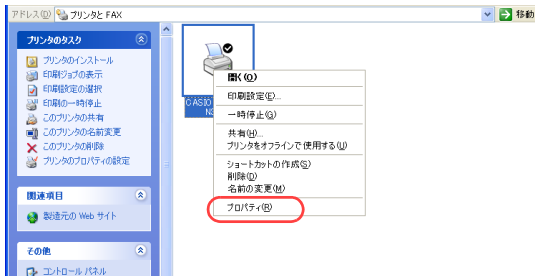 アドレス(D) プリンタと FAX 移動
プリンタのタスク
プリンタのインストール
印刷ジョブの表示
印刷設定の選択
印刷の一時停止
このプリンタの共有
このプリンタの名前変更
このプリンタの削除
プリンタのプロパティの設定
関連項目
製造元の Web サイト
その他
コントロール パネル
CASIO
N3
開く(O)
印刷設定(E)...
一時停止(G)
共有(H)...
プリンタをオフラインで使用する(U)
ショートカットの作成(S)
削除(D)
名前の変更(M)
プロパティ(R)